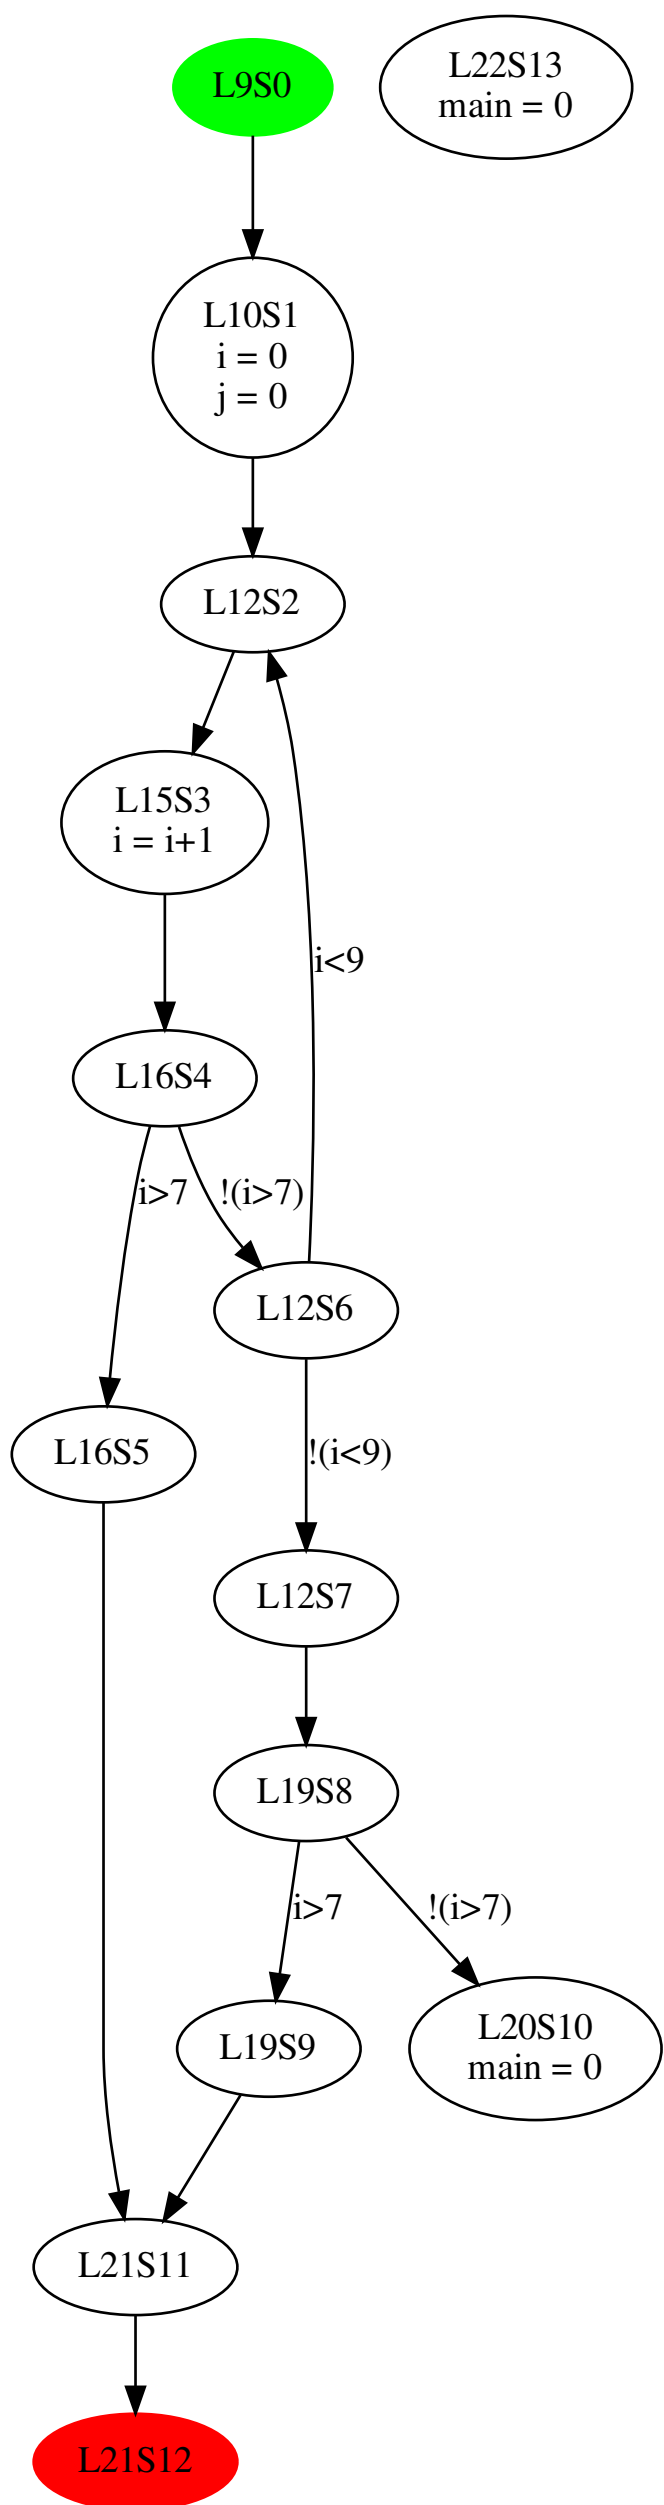 L9S0
L22S13
main = 0
L10S1
i = 0
j = 0
L12S2
L15S3
i = i+1
i<9
L16S4
i>7
!(i>7)
L12S6
L16S5
!(i<9)
L12S7
L19S8
i>7
!(i>7)
L19S9
L20S10
main = 0
L21S11
L21S12